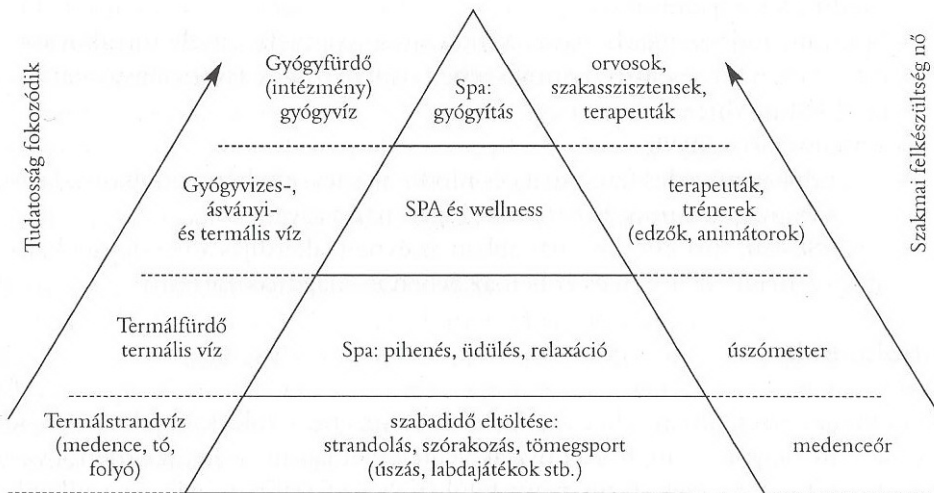 Tudatosság fokozódik
Szakmai felkészültség nő
Gyógyfürdő
(intézmény)
gyógyvíz
Spa:
gyógyítás
orvosok,
szakasszisztensek,
terapeuták
Gyógyvizes-,
ásványi-
és termális víz
SPA és wellness
terapeuták,
trénerek
(edzők, animátorok)
Termálfürdő
termális víz
Spa: pihenés, üdülés, relaxáció
úszómester
Termálstrandvíz
(medence, tó,
folyó)
szabadidő eltöltése:
strandolás, szórakozás, tömegsport
(úszás, labdajátékok stb.)
medenceőr